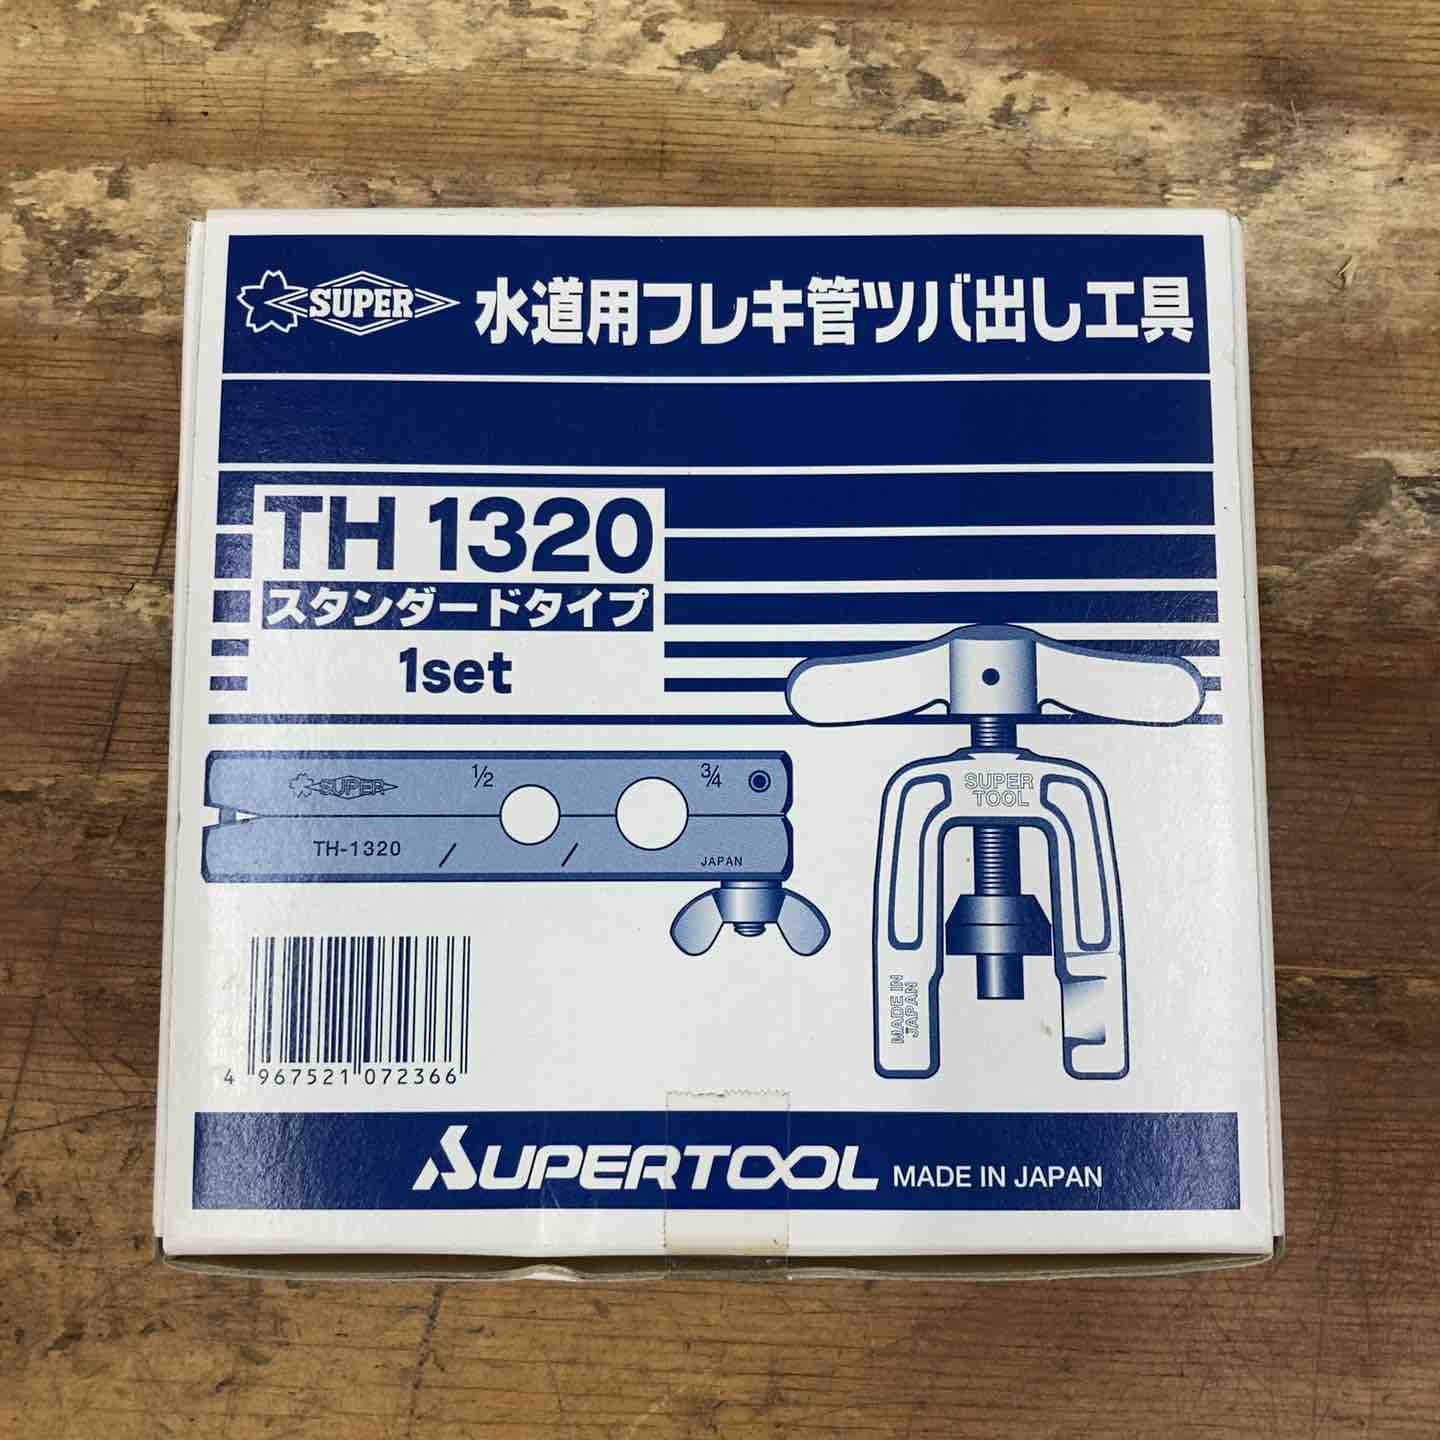 SUPER
水道用フレキ管ツバ出し工具
TH 1320
スタンダードタイプ
1set
SUPER
1/2
3/4
TH-1320
JAPAN
SUPER
TOOL
MADE IN
JAPAN
4 967521 072366
SUPERTOOL MADE IN JAPAN